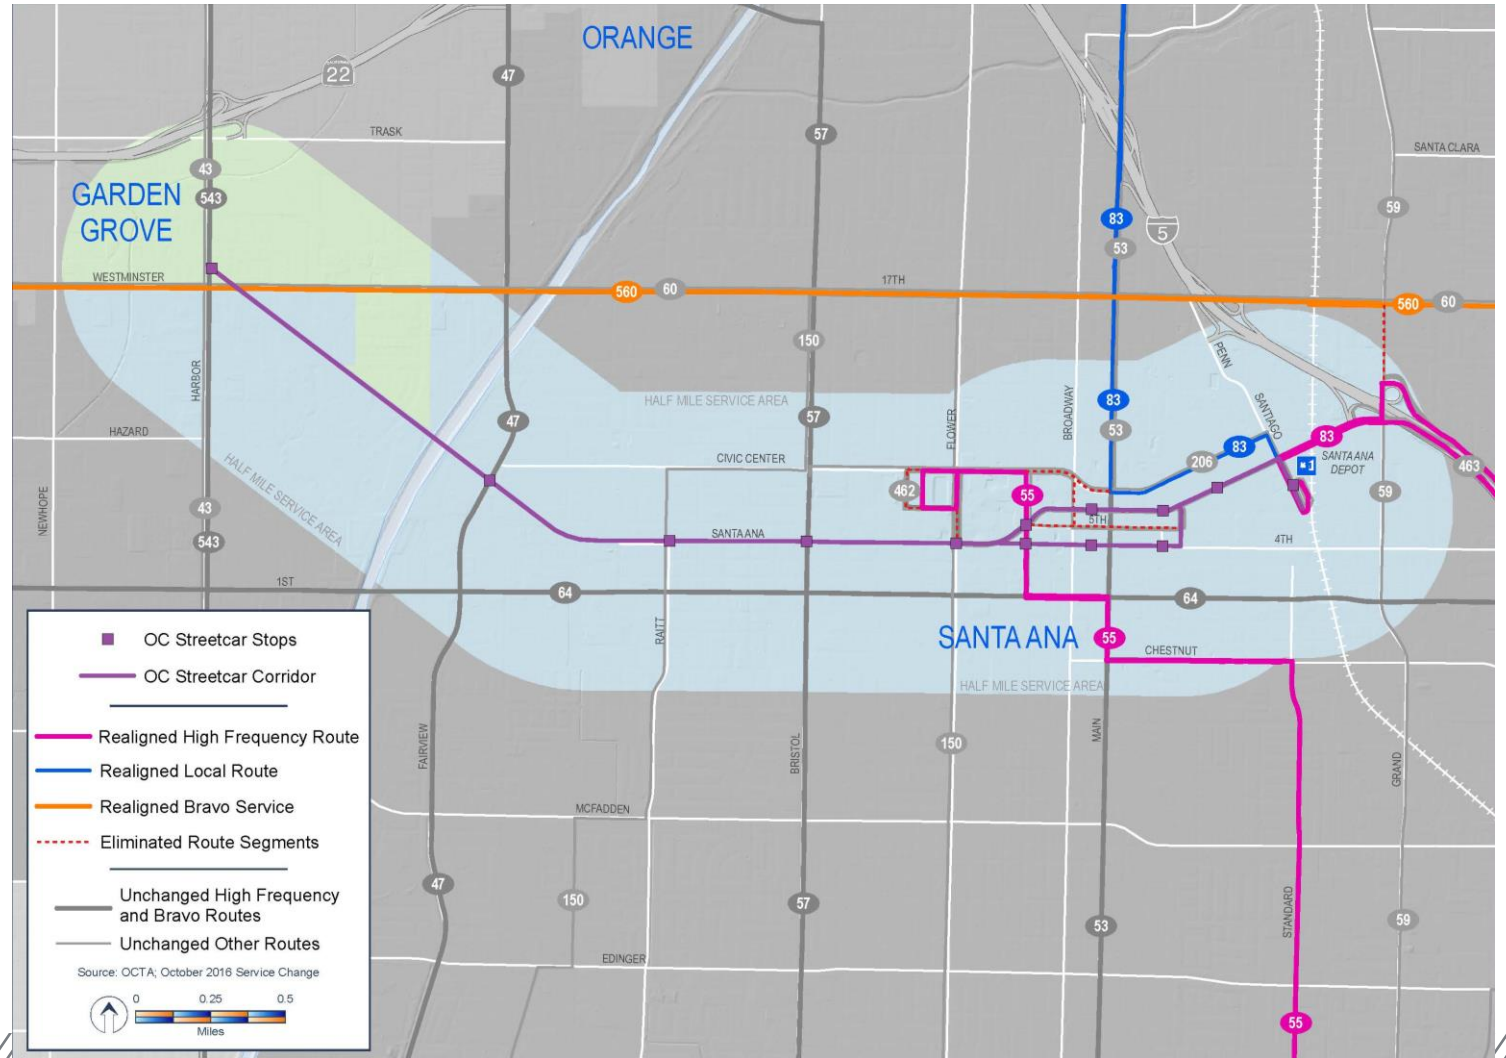 ORANGE
CALIFORNIA
22
47
57
TRASK
SANTA CLARA
43
543
GARDEN
GROVE
59
83
53
5
WESTMINSTER
560
60
17TH
560
60
150
PENN
HARBOR
HALF MILE SERVICE AREA
83
BROADWAY
SANTIAGO
57
FLOWER
47
53
HAZARD
83
83
CIVIC CENTER
206
SANTA ANA
DEPOT
463
HALF MILE SERVICE AREA
462
55
59
NEWHOPE
43
5TH
SANTA ANA
4TH
543
1ST
64
64
SANTA ANA
55
RAITT
CHESTNUT
HALF MILE SERVICE AREA
OC Streetcar Stops
OC Streetcar Corridor
Realigned High Frequency Route
Realigned Local Route
Realigned Bravo Service
Eliminated Route Segments
Unchanged High Frequency
and Bravo Routes
Unchanged Other Routes
Source: OCTA; October 2016 Service Change
0 0.25 0.5
Miles
FAIRVIEW
BRISTOL
150
MAIN
GRAND
MCFADDEN
47
150
57
53
STANDARD
59
EDINGER
55